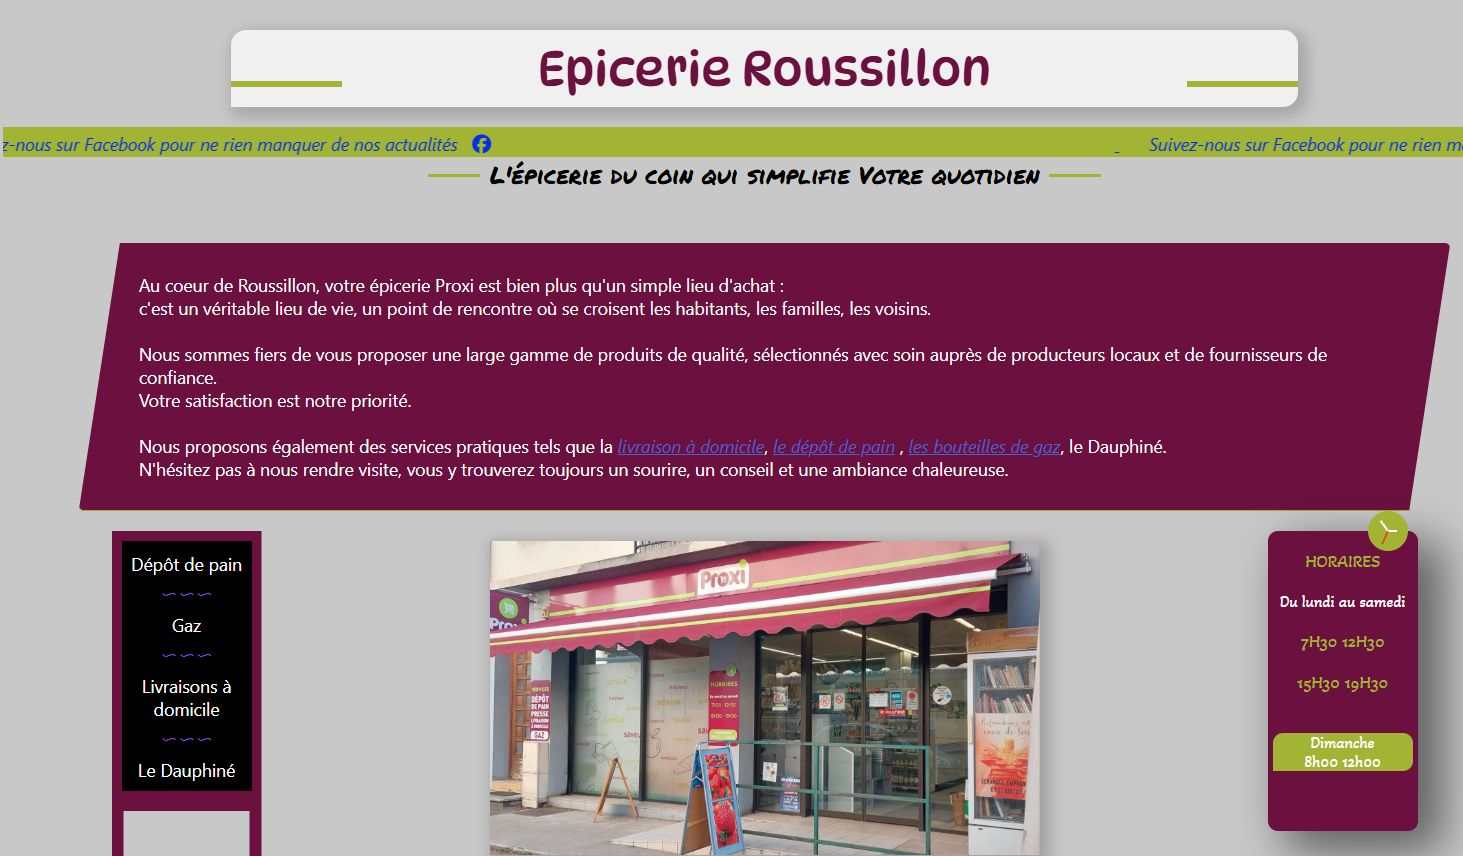 Epicerie Roussillon
z-nous sur Facebook pour ne rien manquer de nos actualités
Suivez-nous sur Facebook pour ne rien
L'épicerie du coin qui simplifie Votre quotidien
Au coeur de Roussillon, votre épicerie Proxi est bien plus qu'un simple lieu d'achat :
c'est un véritable lieu de vie, un point de rencontre où se croisent les habitants, les familles, les voisins.
Nous sommes fiers de vous proposer une large gamme de produits de qualité, sélectionnés avec soin auprès de producteurs locaux et de fournisseurs de
confiance.
Votre satisfaction est notre priorité.
Nous proposons également des services pratiques tels que la livraison à domicile, le dépôt de pain , les bouteilles de gaz, le Dauphiné.
N'hésitez pas à nous rendre visite, vous y trouverez toujours un sourire, un conseil et une ambiance chaleureuse.
Dépôt de pain
Gaz
Livraisons à
domicile
Le Dauphiné
Proxi
Proxi
HORAIRES
DÉPÔT
DE PAIN
PRESSE
GAZ
HORAIRES
Du lundi au samedi
7H30 12H30
15H30 19H30
Dimanche
8h00 12h00